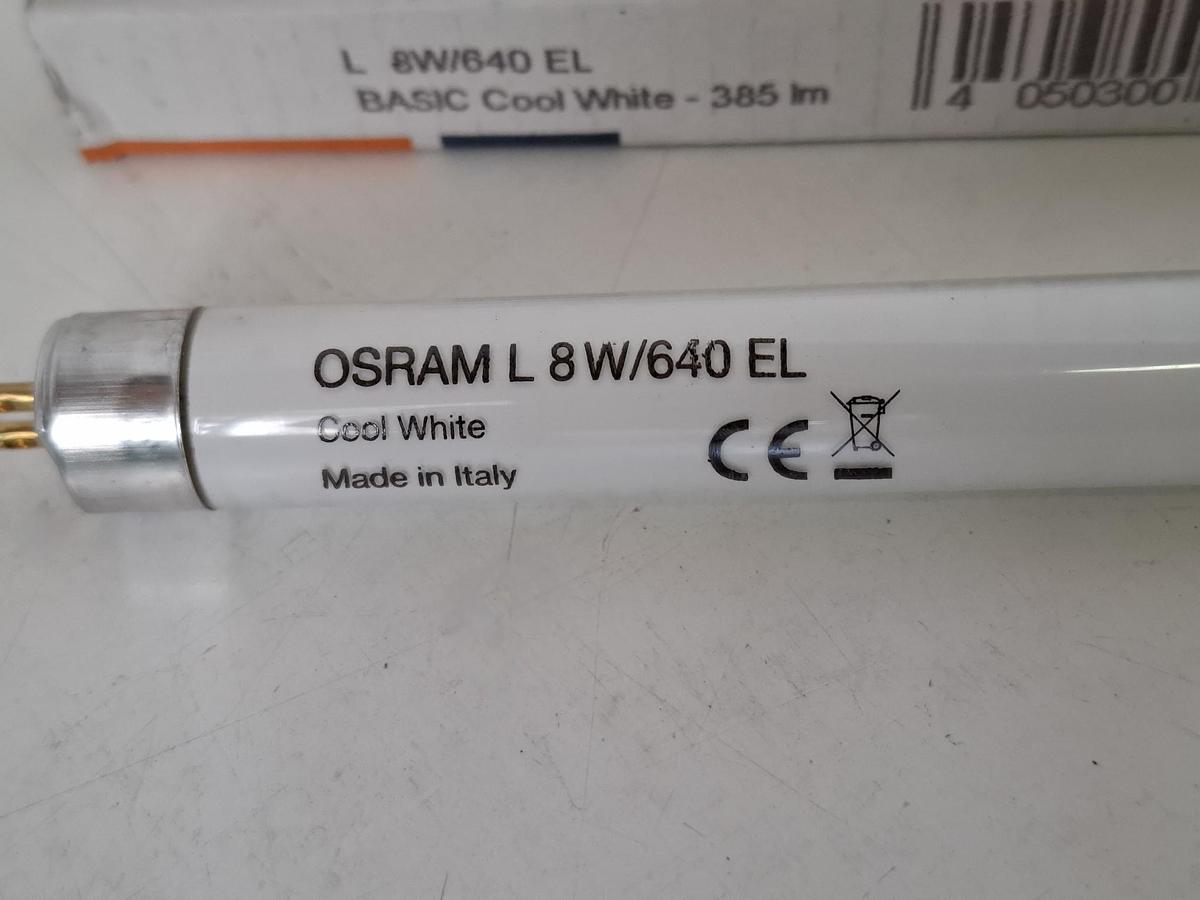 L 8W/640 EL
BASIC Cool White - 385 lm
4 050300
OSRAM L 8W/640 EL
Cool White
Made in Italy
CE